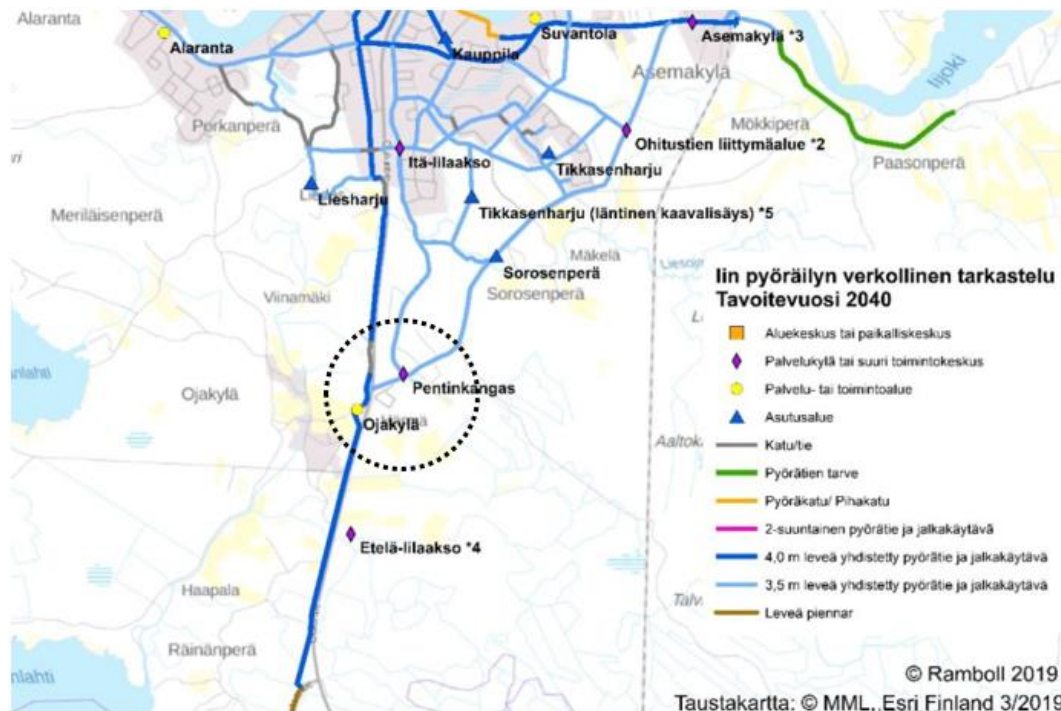 Alaranta
Alaranta
Suvantola
Kauppila
Asemakylä *3
Asemakylä
Iijoki
Porkanperä
Mökkiperä
Ohitustien liittymäalue *2
Paasonperä
Itä-Iilaakso
Tikkasenharju
Liesharju
Meriläisenperä
Tikkasenharju (läntinen kaavalisäys) *5
Mäkelä
Sorosenperä
Sorosenperä
Viinamäki
Iin pyöräilyn verkollinen tarkastelu
Tavoitevuosi 2040
Aluekeskus tai paikalliskeskus
Palvelukylä tai suuri toimintokeskus
Palvelu- tai toimintoalue
Asutusalue
Katu/tie
Pyörätien tarve
Pyöräkatu/ Pihakatu
2-suuntainen pyörätie ja jalkakäytävä
4,0 m leveä yhdistetty pyörätie ja jalkakäytävä
3,5 m leveä yhdistetty pyörätie ja jalkakäytävä
Leveä piennar
Pentinkangas
Ojakylä
Ojakylä
Etelä-Iilaakso *4
Haapala
Räinänperä
© Ramboll 2019
Taustakartta: © MML, Esri Finland 3/2019